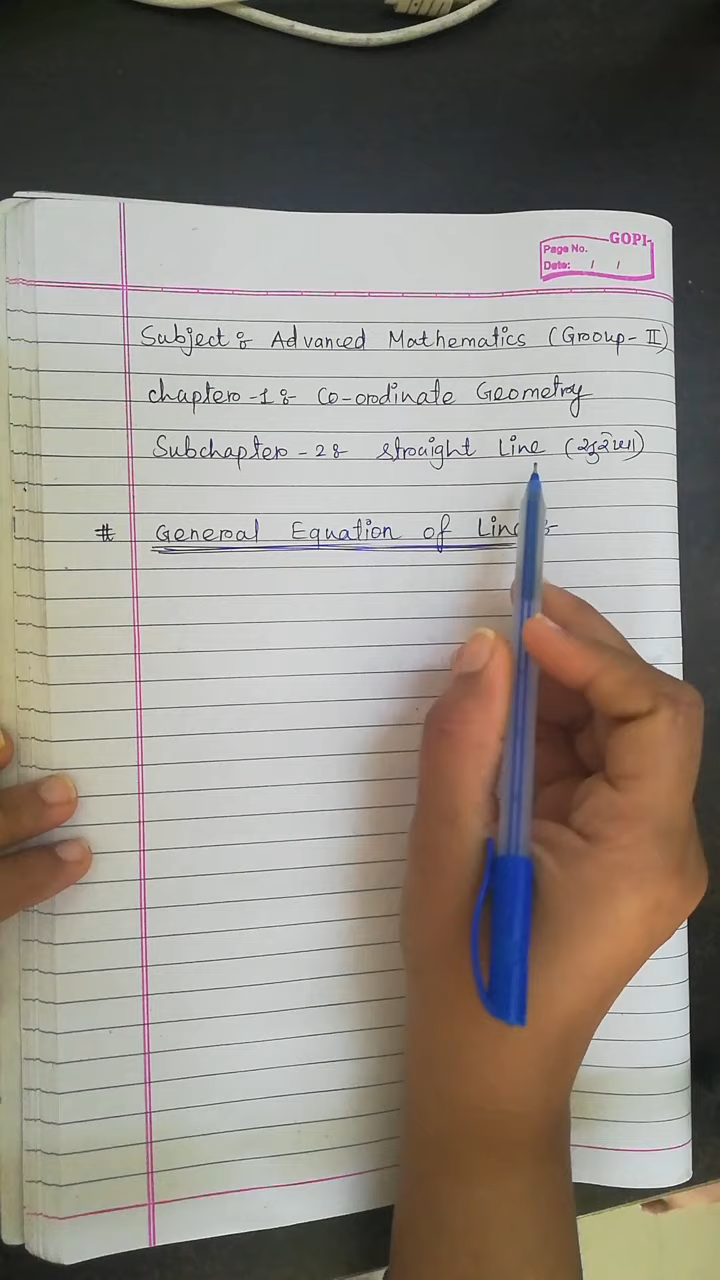 GOPI
Page No.
Date: / /
Subject :- Advanced Mathematics (Group-II)
chapter-1 :- Co-ordinate Geometry
Subchapter-2 :- straight Line (સુરેખા)
# General Equation of Line :-